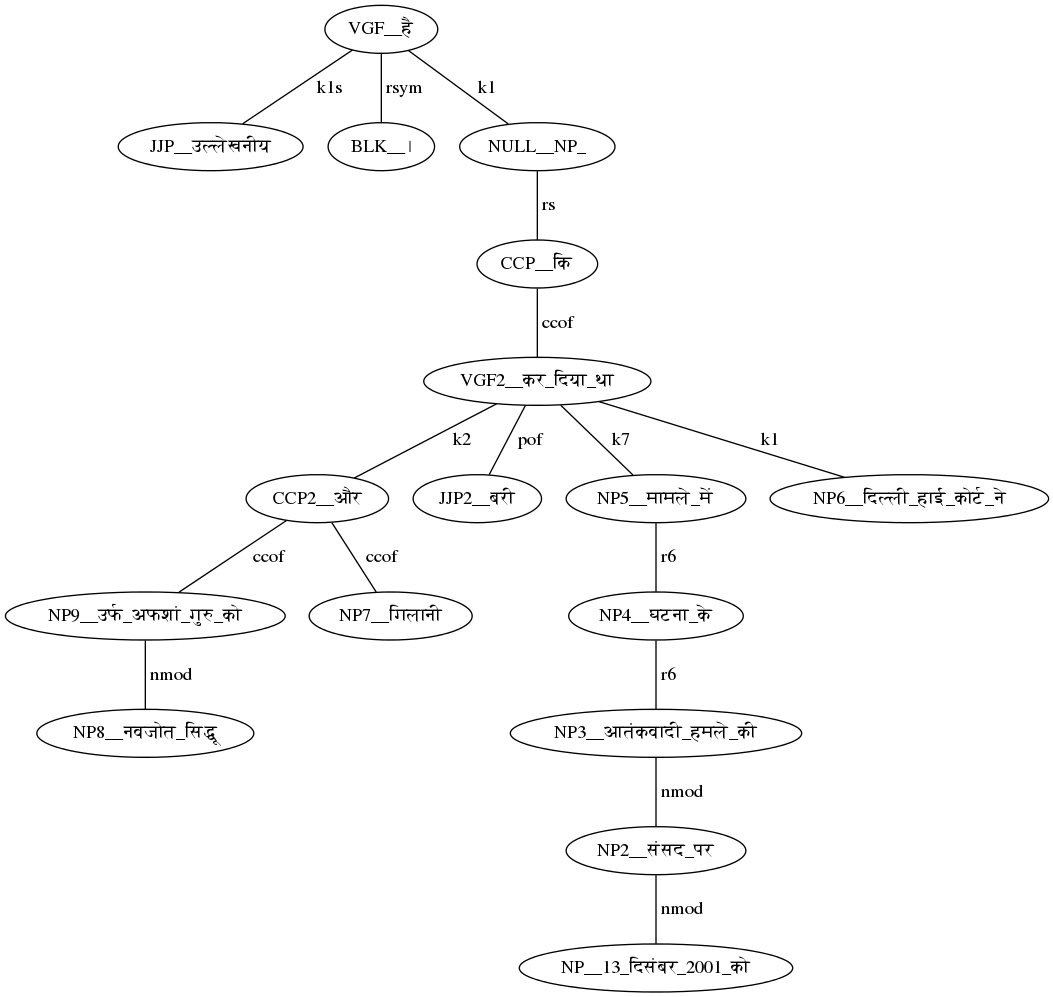 VGF__है
k1s rsym k1
JJP__उल्लेखनीय BLK__। NULL__NP_
rs
CCP__कि
ccof
VGF2__कर_दिया_था
k2 pof k7 k1
CCP2__और JJP2__बरी NP5__मामले_में NP6__दिल्ली_हाई_कोर्ट_ने
ccof ccof r6
NP9__उर्फ_अफशां_गुरु_को NP7__गिलानी NP4__घटना_के
nmod r6
NP8__नवजोत_सिद्धू NP3__आतंकवादी_हमले_की
nmod
NP2__संसद_पर
nmod
NP__13_दिसंबर_2001_को